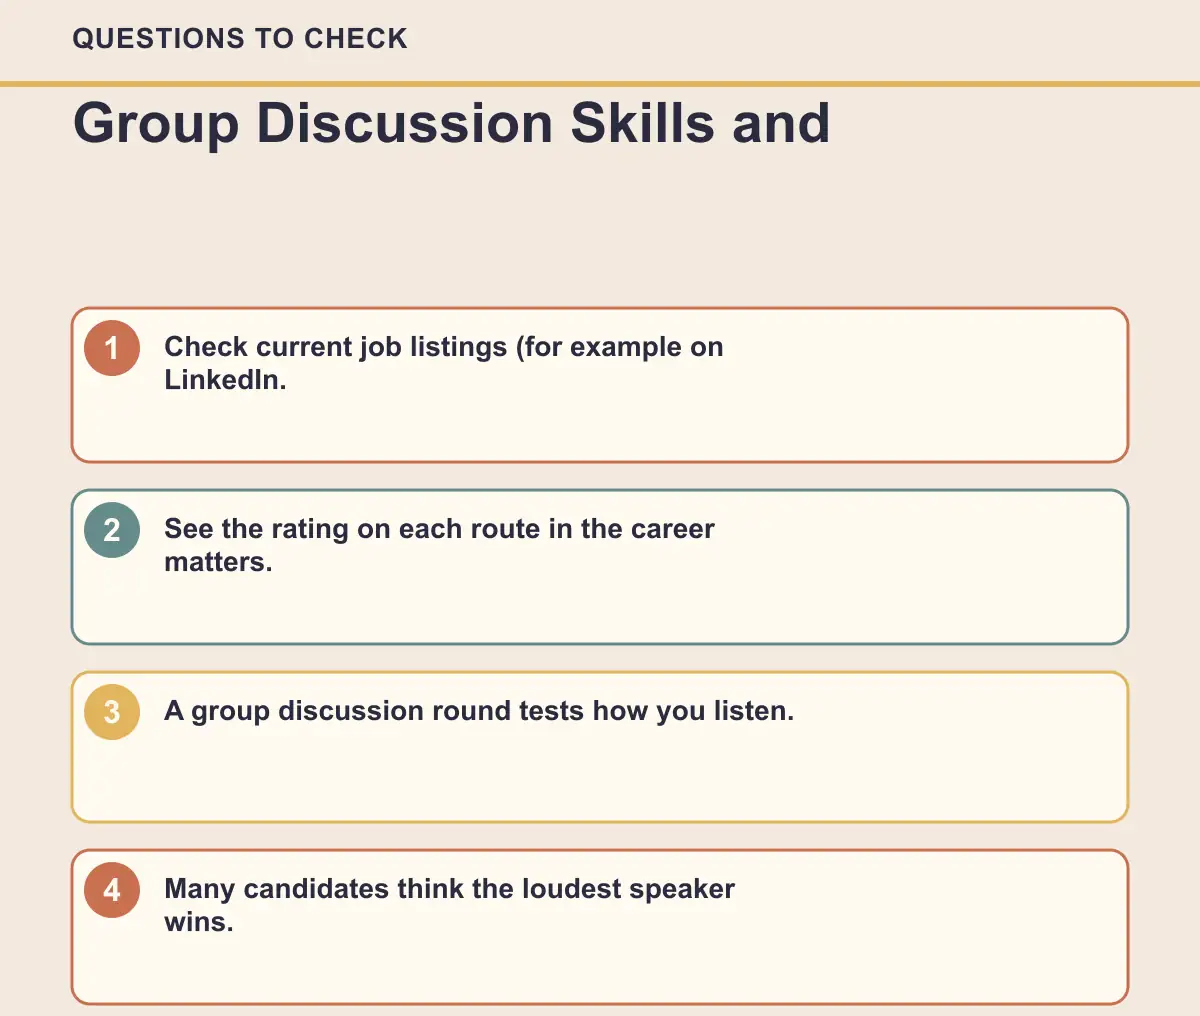 QUESTIONS TO CHECK
Group Discussion Skills and
1
Check current job listings (for example on
LinkedIn.
2
See the rating on each route in the career
matters.
3
A group discussion round tests how you listen.
4
Many candidates think the loudest speaker
wins.